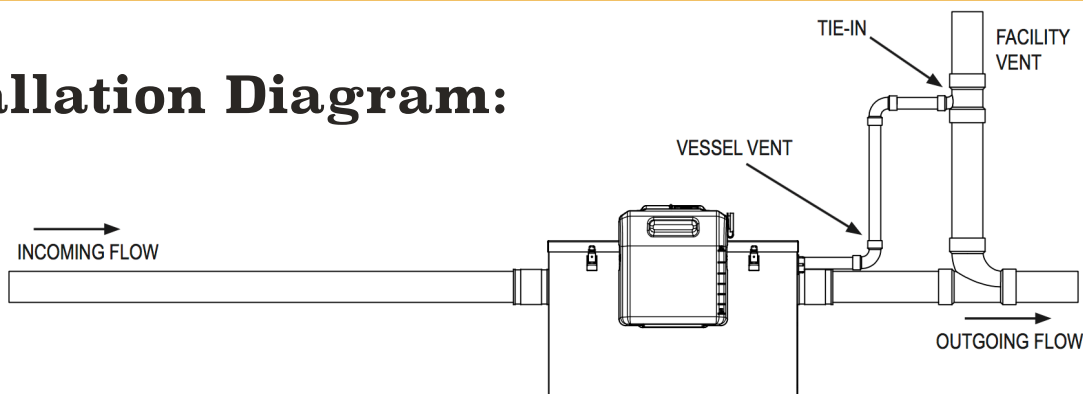 allation Diagram:
TIE-IN
FACILITY
VENT
VESSEL VENT
INCOMING FLOW
OUTGOING FLOW